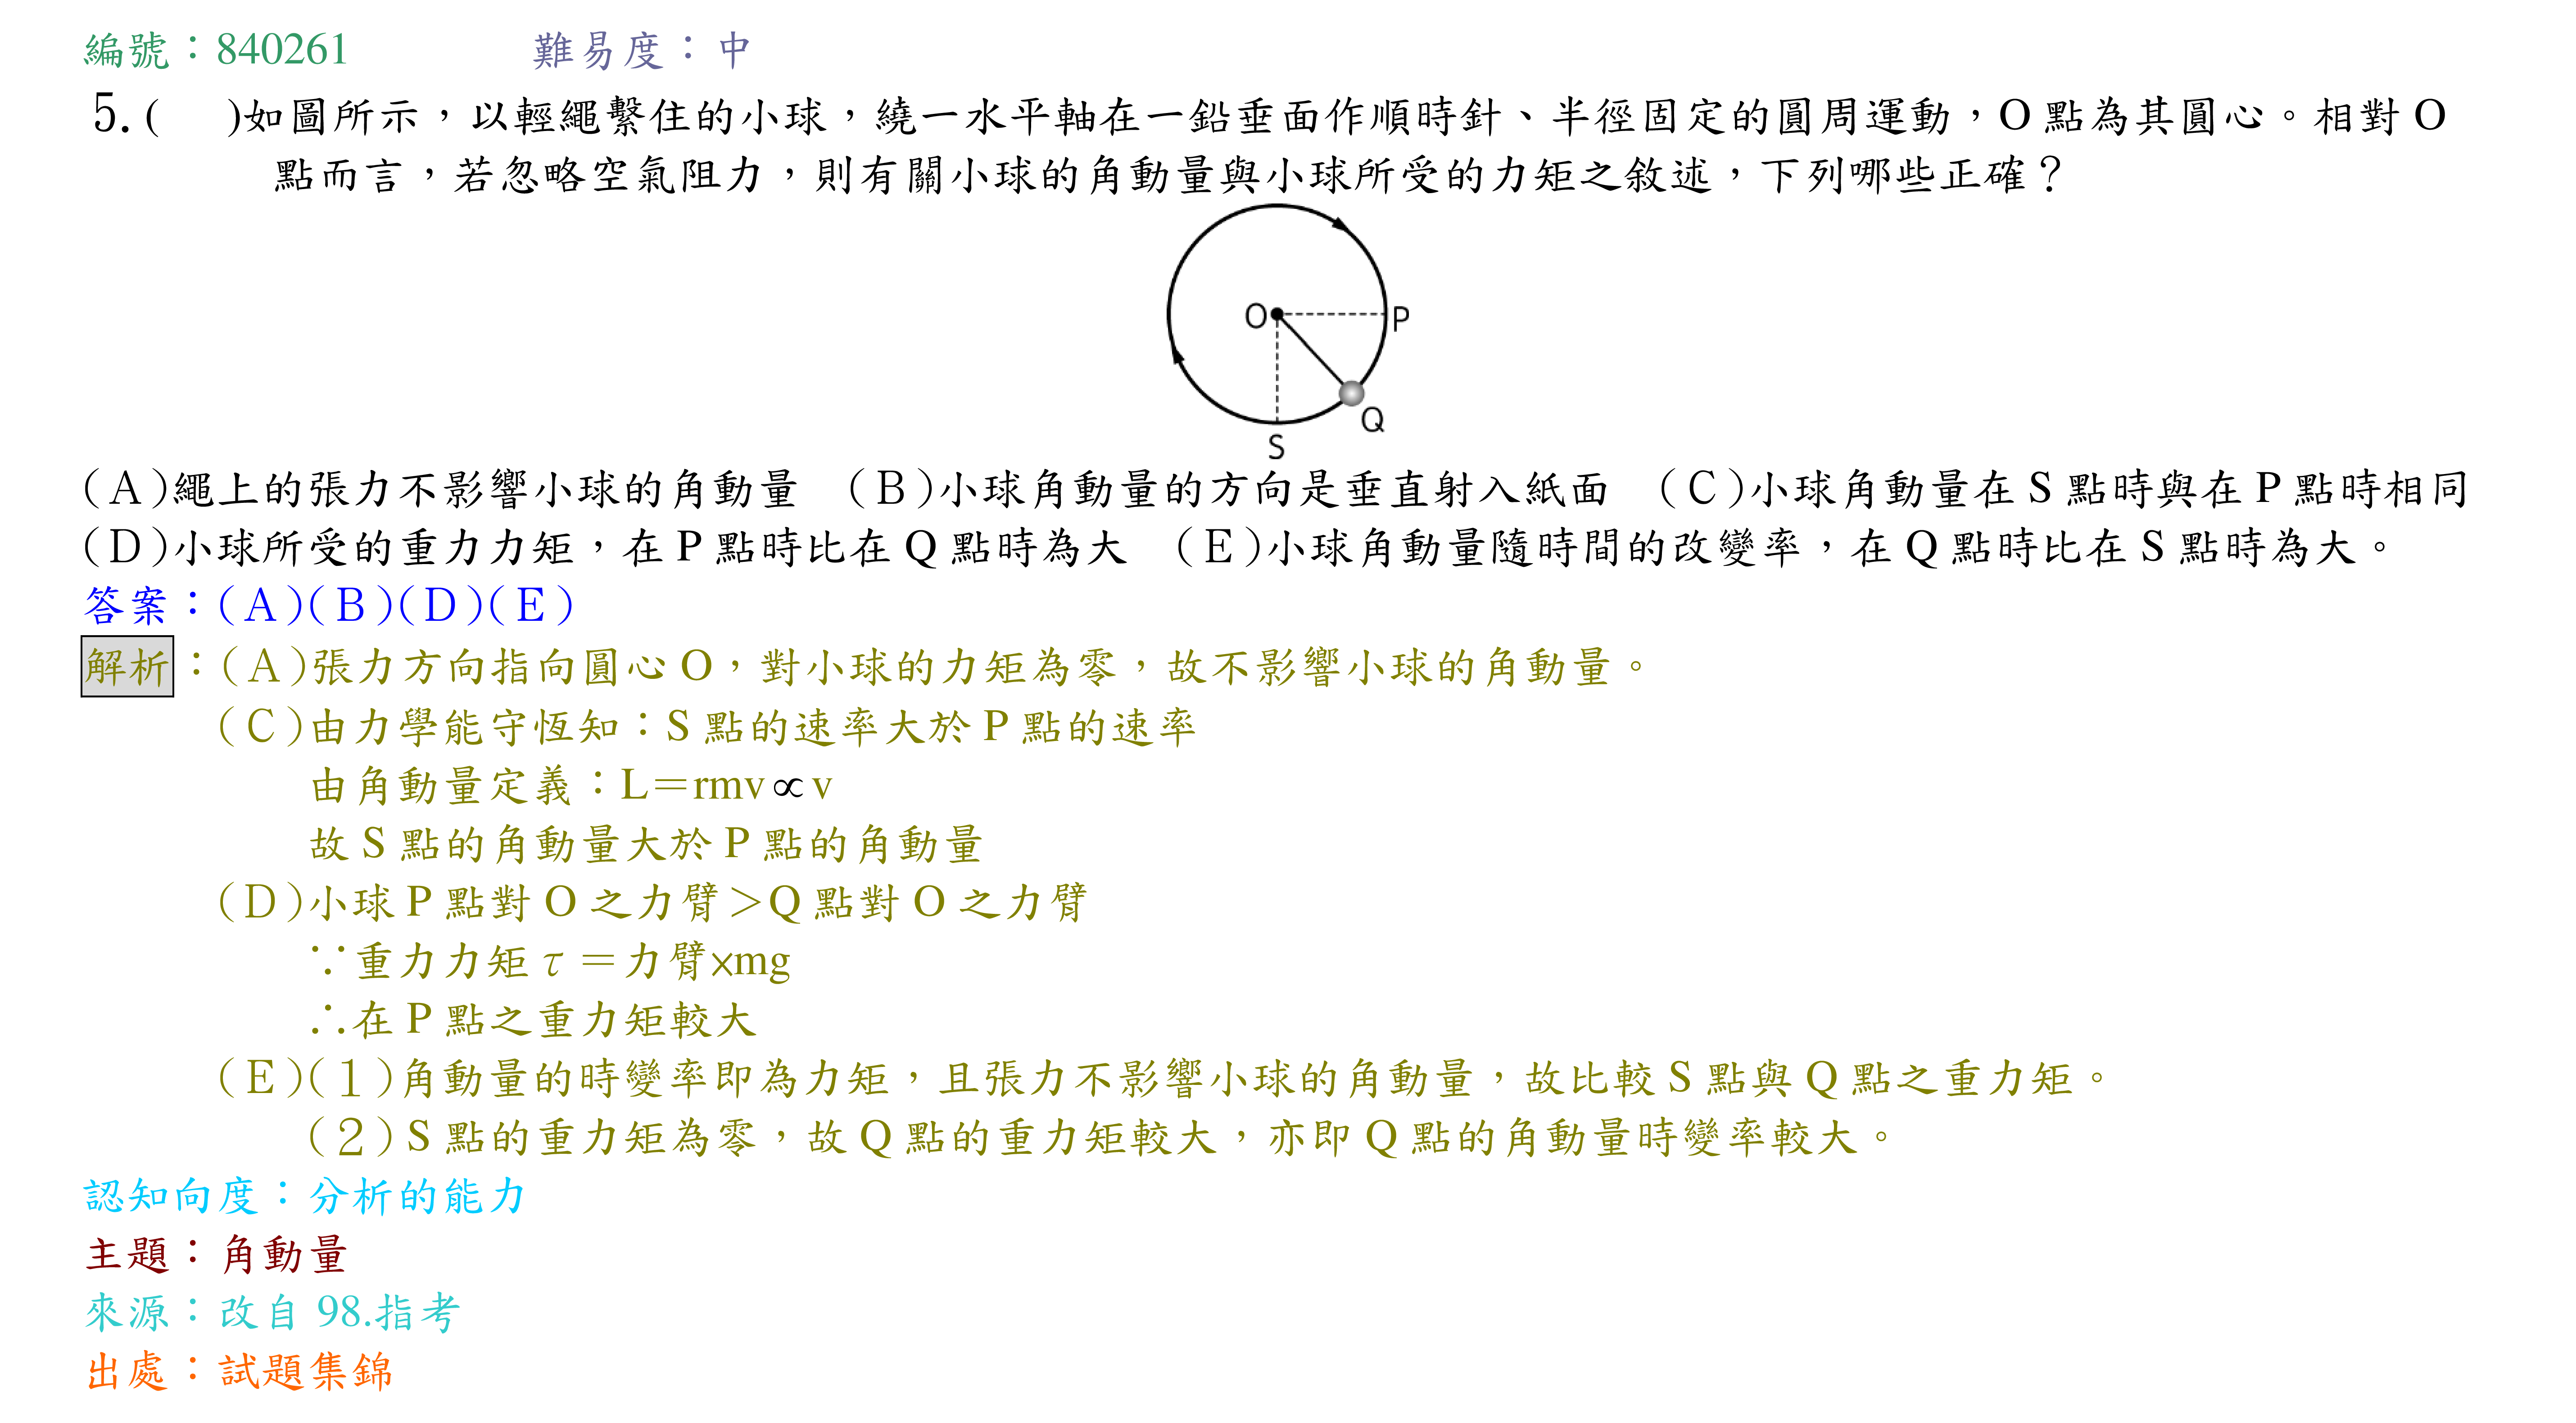 編號：840261 難易度：中
5.( )如圖所示，以輕繩繫住的小球，繞一水平軸在一鉛垂面作順時針、半徑固定的圓周運動，O 點為其圓心。相對 O
點而言，若忽略空氣阻力，則有關小球的角動量與小球所受的力矩之敘述，下列哪些正確？
O
P
Q
S
(A)繩上的張力不影響小球的角動量 (B)小球角動量的方向是垂直射入紙面 (C)小球角動量在 S 點時與在 P 點時相同
(D)小球所受的重力力矩，在 P 點時比在 Q 點時為大 (E)小球角動量隨時間的改變率，在 Q 點時比在 S 點時為大。
答案：(A)(B)(D)(E)
解析：(A)張力方向指向圓心 O，對小球的力矩為零，故不影響小球的角動量。
(C)由力學能守恆知：S 點的速率大於 P 點的速率
由角動量定義：L＝rmv∝v
故 S 點的角動量大於 P 點的角動量
(D)小球 P 點對 O 之力臂＞Q 點對 O 之力臂
∵重力力矩τ＝力臂×mg
∴在 P 點之重力矩較大
(E)(1)角動量的時變率即為力矩，且張力不影響小球的角動量，故比較 S 點與 Q 點之重力矩。
(2) S 點的重力矩為零，故 Q 點的重力矩較大，亦即 Q 點的角動量時變率較大。
認知向度：分析的能力
主題：角動量
來源：改自 98.指考
出處：試題集錦